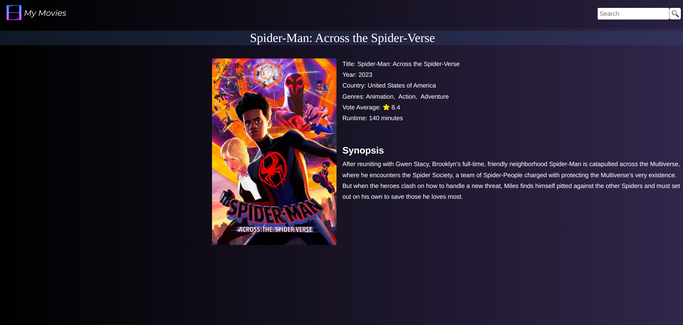 My Movies
Search
Spider-Man: Across the Spider-Verse
Title: Spider-Man: Across the Spider-Verse
Year: 2023
Country: United States of America
Genres: Animation, Action, Adventure
Vote Average: ⭐ 8.4
Runtime: 140 minutes
Synopsis
After reuniting with Gwen Stacy, Brooklyn's full-time, friendly neighborhood Spider-Man is catapulted across the Multiverse,
where he encounters the Spider Society, a team of Spider-People charged with protecting the Multiverse's very existence.
But when the heroes clash on how to handle a new threat, Miles finds himself pitted against the other Spiders and must set
out on his own to save those he loves most.
SPIDER-MAN
ACROSS THE SPIDER-VERSE